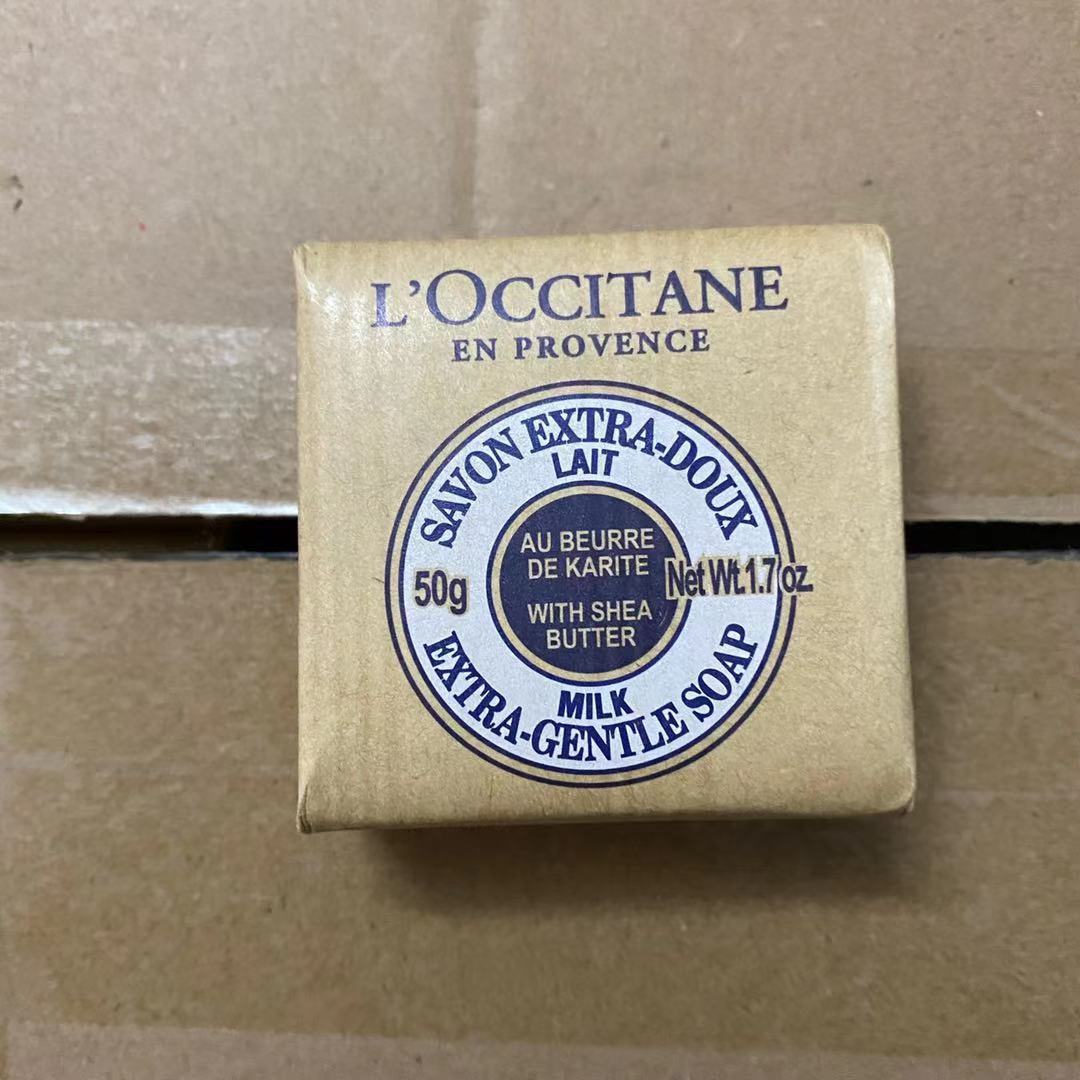 L'OCCITANE
EN PROVENCE
SAVON EXTRA-DOUX
LAIT
AU BEURRE
DE KARITE
50g
Net Wt.1.7 oz.
WITH SHEA
BUTTER
MILK
EXTRA-GENTLE SOAP